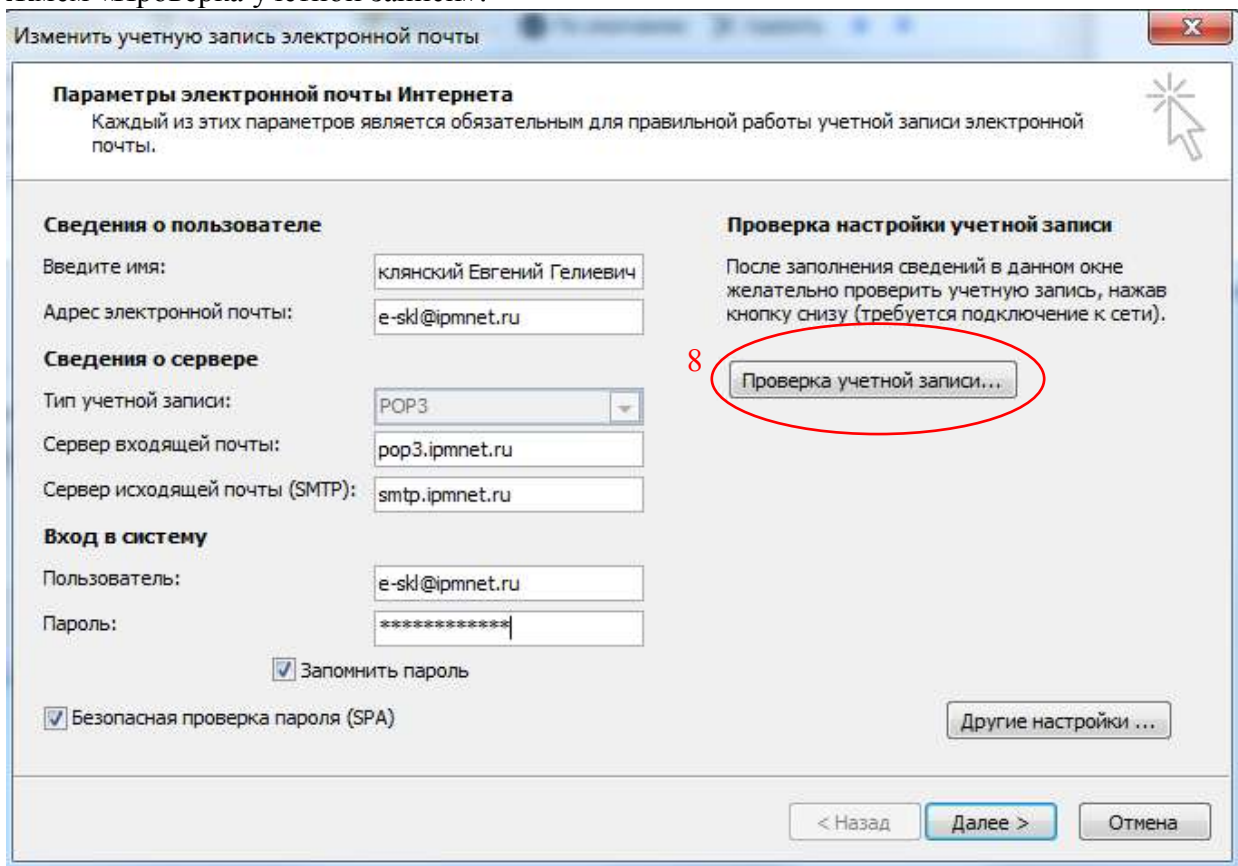 Изменить учетную запись электронной почты
Параметры электронной почты Интернета
Каждый из этих параметров является обязательным для правильной работы учетной записи электронной
почты.
Сведения о пользователе
Введите имя:
клянский Евгений Гелиевич
Адрес электронной почты:
e-skl@ipmnet.ru
Сведения о сервере
Тип учетной записи:
POP3
Сервер входящей почты:
pop3.ipmnet.ru
Сервер исходящей почты (SMTP):
smtp.ipmnet.ru
Вход в систему
Пользователь:
e-skl@ipmnet.ru
Пароль:
************
Запомнить пароль
Безопасная проверка пароля (SPA)
Проверка настройки учетной записи
После заполнения сведений в данном окне
желательно проверить учетную запись, нажав
кнопку снизу (требуется подключение к сети).
8
Проверка учетной записи...
Другие настройки ...
< Назад
Далее >
Отмена